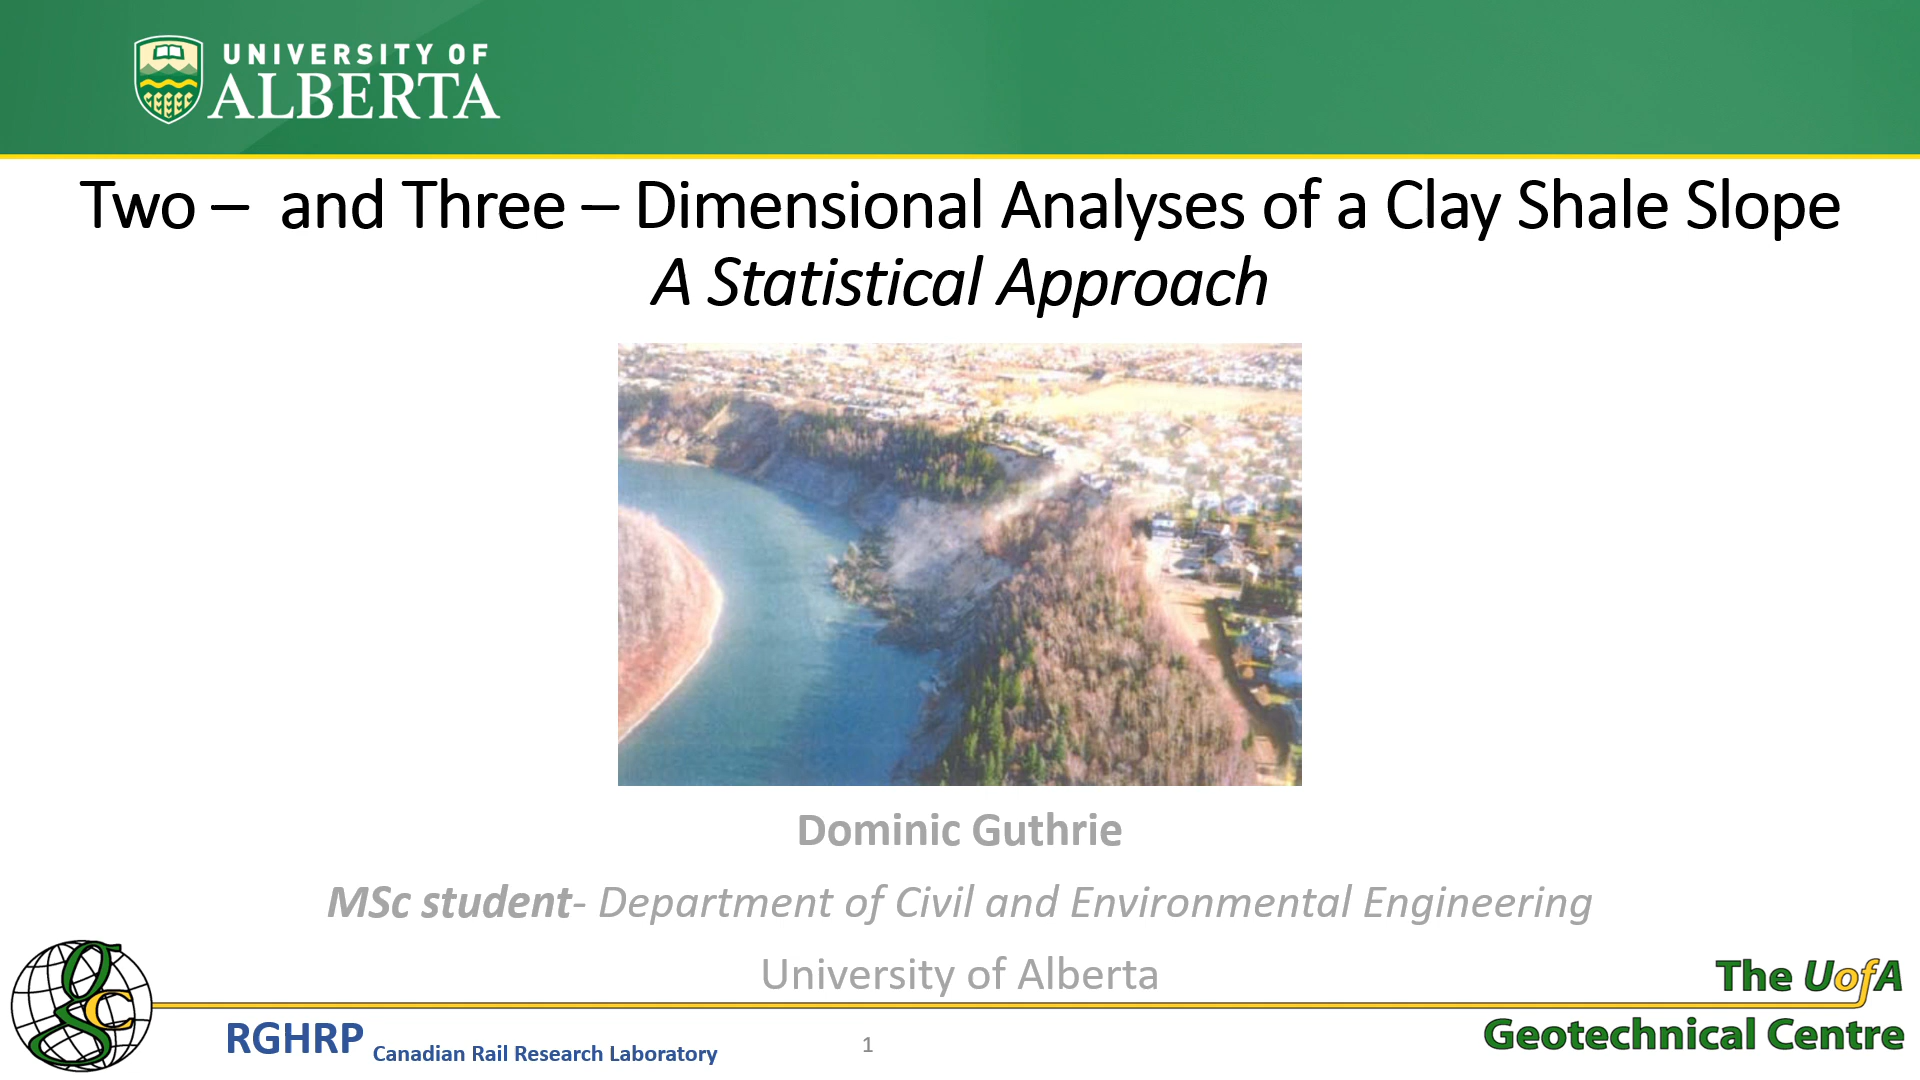 UNIVERSITY OF
ALBERTA
Two –  and Three – Dimensional Analyses of a Clay Shale Slope
A Statistical Approach
Dominic Guthrie
MSc student- Department of Civil and Environmental Engineering
University of Alberta
gc
The UofA
Geotechnical Centre
RGHRP Canadian Rail Research Laboratory
1